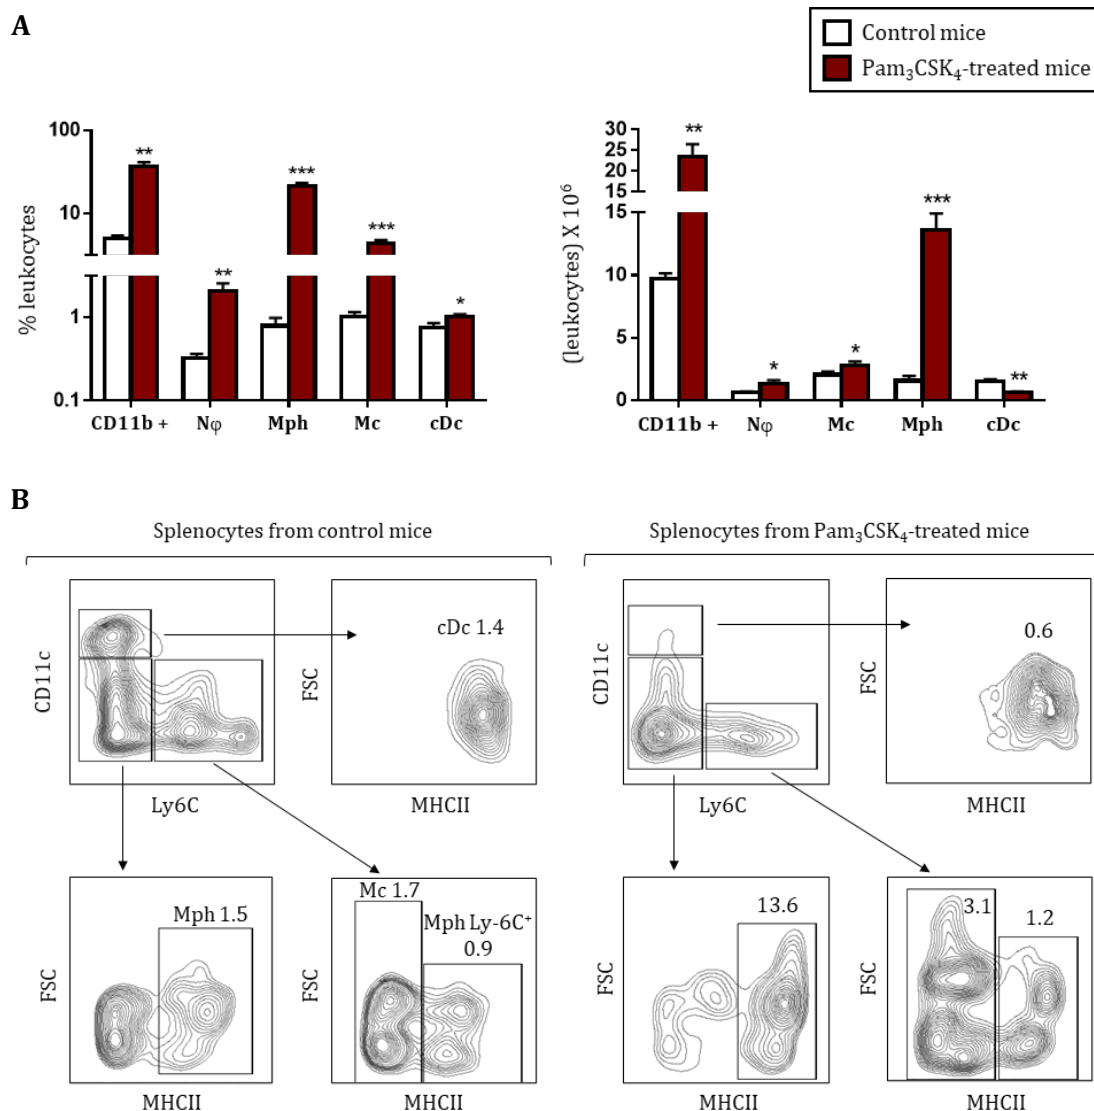 A
Control mice
Pam₃CSK₄-treated mice
% leukocytes
100
10
1
0.1
**
**
***
***
*
CD11b +
Nφ
Mph
Mc
cDc
(leukocytes) X 10⁶
30
25
20
15
15
10
5
0
**
*
*
***
**
CD11b +
Nφ
Mc
Mph
cDc
B
Splenocytes from control mice
Splenocytes from Pam₃CSK₄-treated mice
CD11c
Ly6C
FSC
cDc 1.4
MHCII
CD11c
Ly6C
FSC
0.6
MHCII
FSC
Mph 1.5
MHCII
FSC
Mc 1.7
Mph Ly-6C⁺
0.9
MHCII
FSC
13.6
MHCII
FSC
3.1
1.2
MHCII